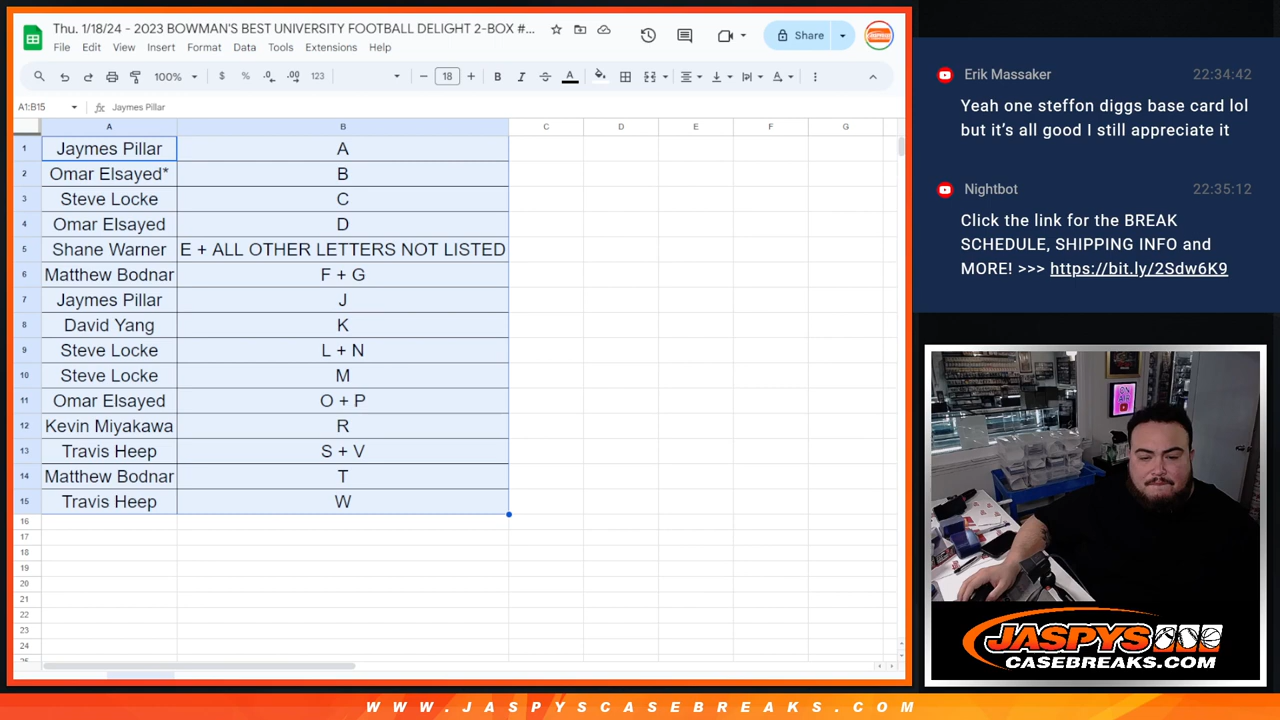 Thu. 1/18/24 - 2023 BOWMAN'S BEST UNIVERSITY FOOTBALL DELIGHT 2-BOX #...
File Edit View Insert Format Data Tools Extensions Help
Share
100% $ % .0 .00 123 18 B I A
A1:B15 fx Jaymes Pillar
A B C D E F G
1 Jaymes Pillar A
2 Omar Elsayed* B
3 Steve Locke C
4 Omar Elsayed D
5 Shane Warner E + ALL OTHER LETTERS NOT LISTED
6 Matthew Bodnar F + G
7 Jaymes Pillar J
8 David Yang K
9 Steve Locke L + N
10 Steve Locke M
11 Omar Elsayed O + P
12 Kevin Miyakawa R
13 Travis Heep S + V
14 Matthew Bodnar T
15 Travis Heep W
16
17
18
19
20
21
22
23
24
Erik Massaker 22:34:42
Yeah one steffon diggs base card lol
but it's all good I still appreciate it
Nightbot 22:35:12
Click the link for the BREAK
SCHEDULE, SHIPPING INFO and
MORE! >>> https://bit.ly/2Sdw6K9
ON
AIR
JASPYS
CASEBREAKS.COM
WWW.JASPYSCASEBREAKS.COM